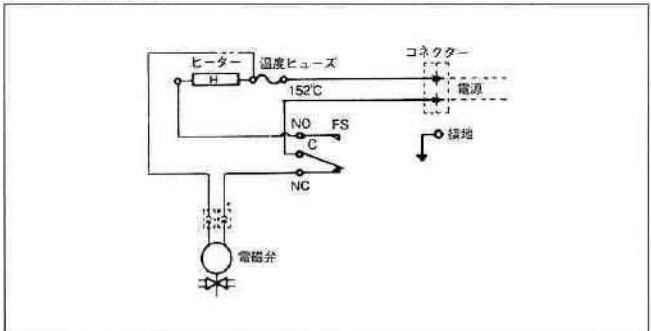 コネクター
ヒーター 温度ヒューズ
H
152℃
電源
NO FS
C
接地
NC
電磁弁